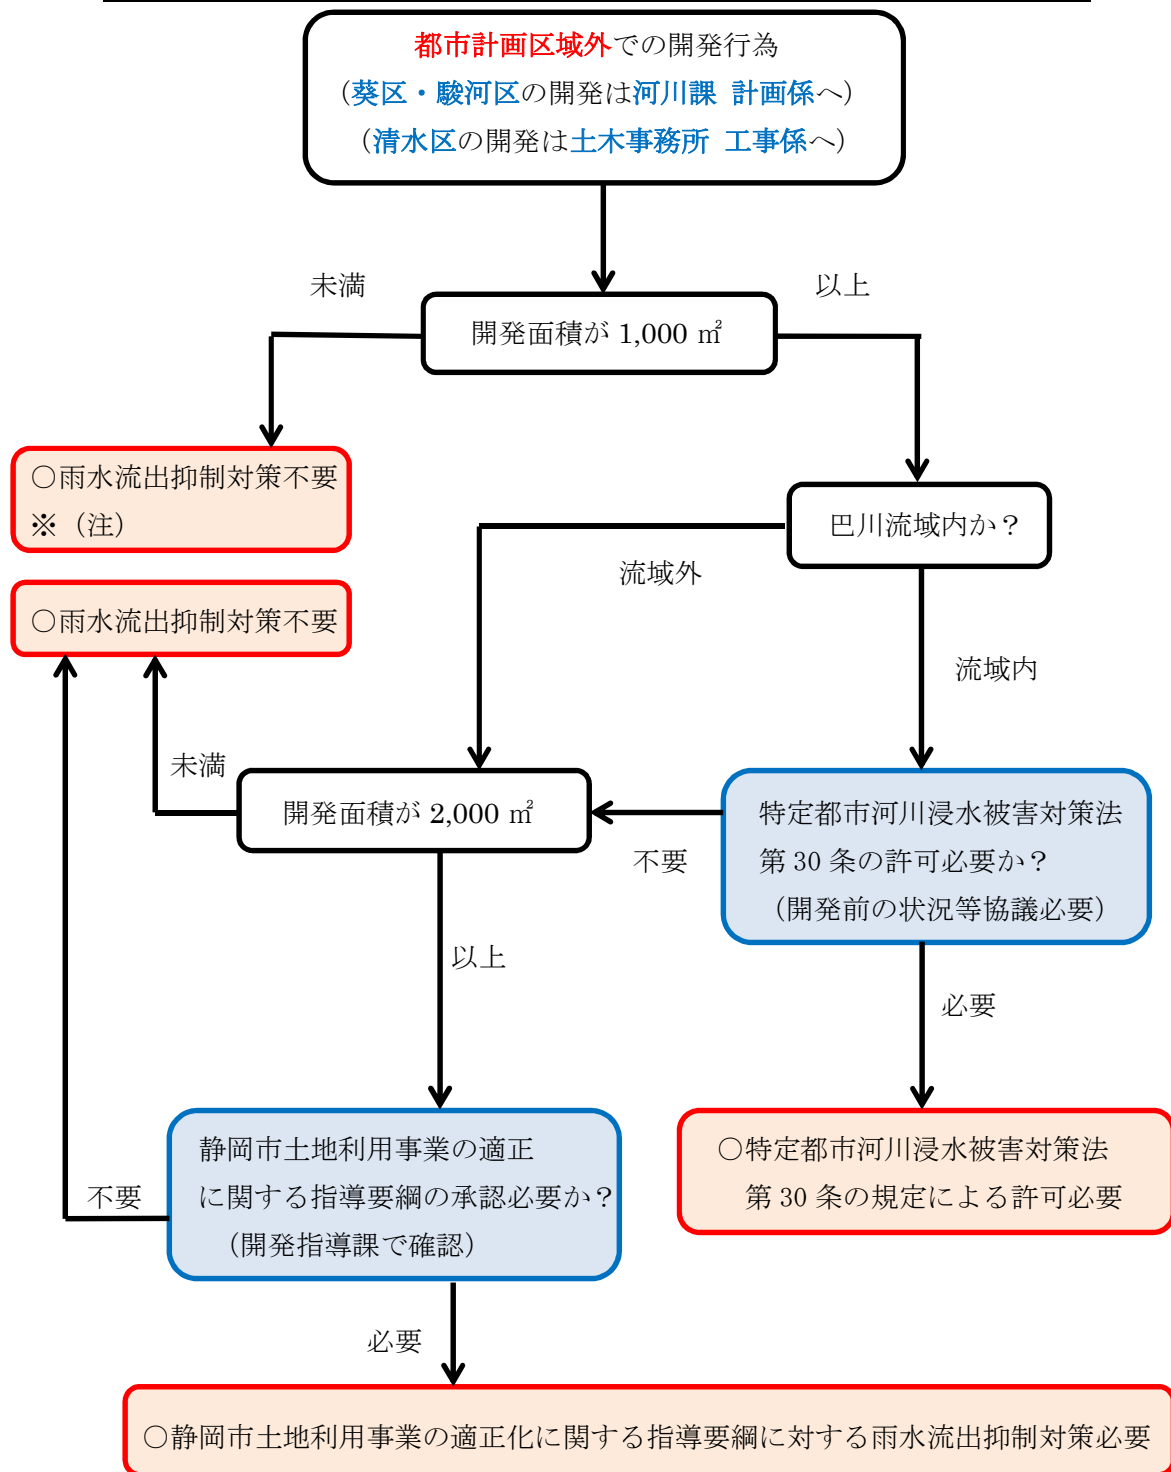 都市計画区域外での開発行為
（葵区・駿河区の開発は河川課 計画係へ）
（清水区の開発は土木事務所 工事係へ）
未満
以上
開発面積が 1,000 ㎡
〇雨水流出抑制対策不要
※（注）
巴川流域内か？
流域外
〇雨水流出抑制対策不要
流域内
未満
開発面積が 2,000 ㎡
特定都市河川浸水被害対策法
第 30 条の許可必要か？
（開発前の状況等協議必要）
不要
以上
必要
静岡市土地利用事業の適正
に関する指導要綱の承認必要か？
（開発指導課で確認）
不要
〇特定都市河川浸水被害対策法
第 30 条の規定による許可必要
必要
〇静岡市土地利用事業の適正化に関する指導要綱に対する雨水流出抑制対策必要